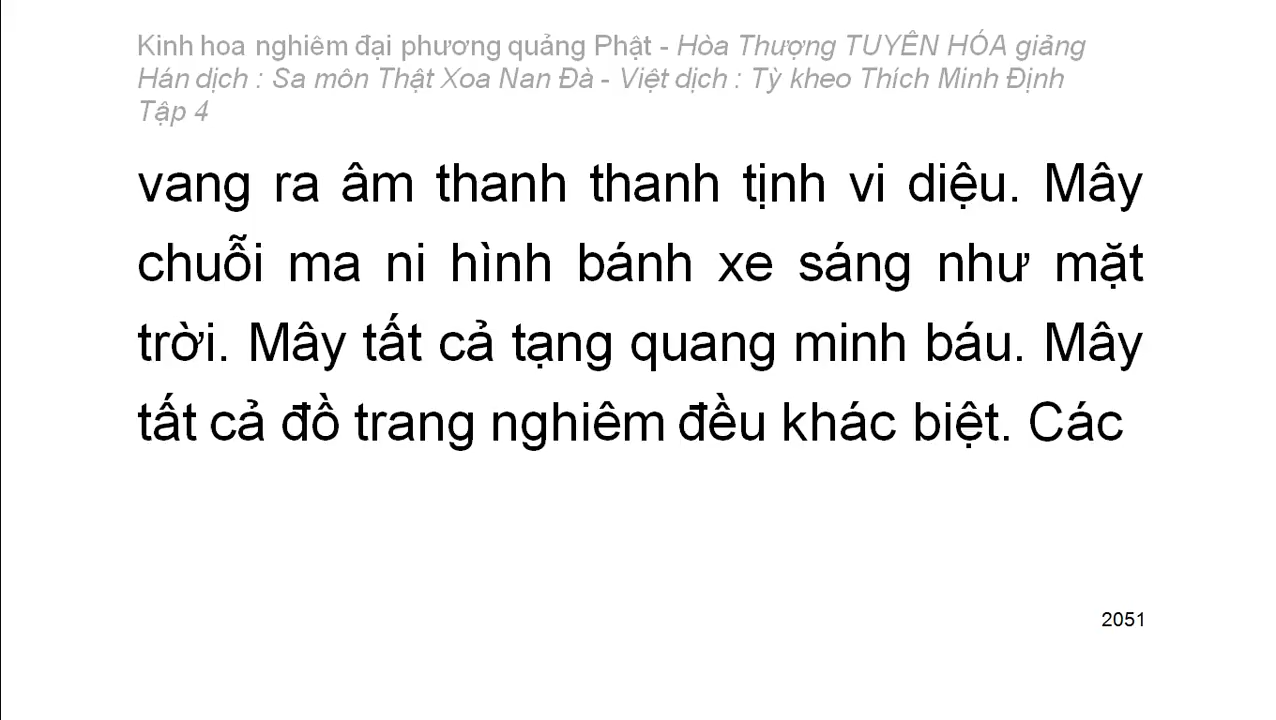 Kinh hoa nghiêm đại phương quảng Phật - Hòa Thượng TUYÊN HÓA giảng
Hán dịch : Sa môn Thật Xoa Nan Đà - Việt dịch : Tỳ kheo Thích Minh Định
Tập 4
vang ra âm thanh thanh tịnh vi diệu. Mây
chuỗi ma ni hình bánh xe sáng như mặt
trời. Mây tất cả tạng quang minh báu. Mây
tất cả đồ trang nghiêm đều khác biệt. Các
2051